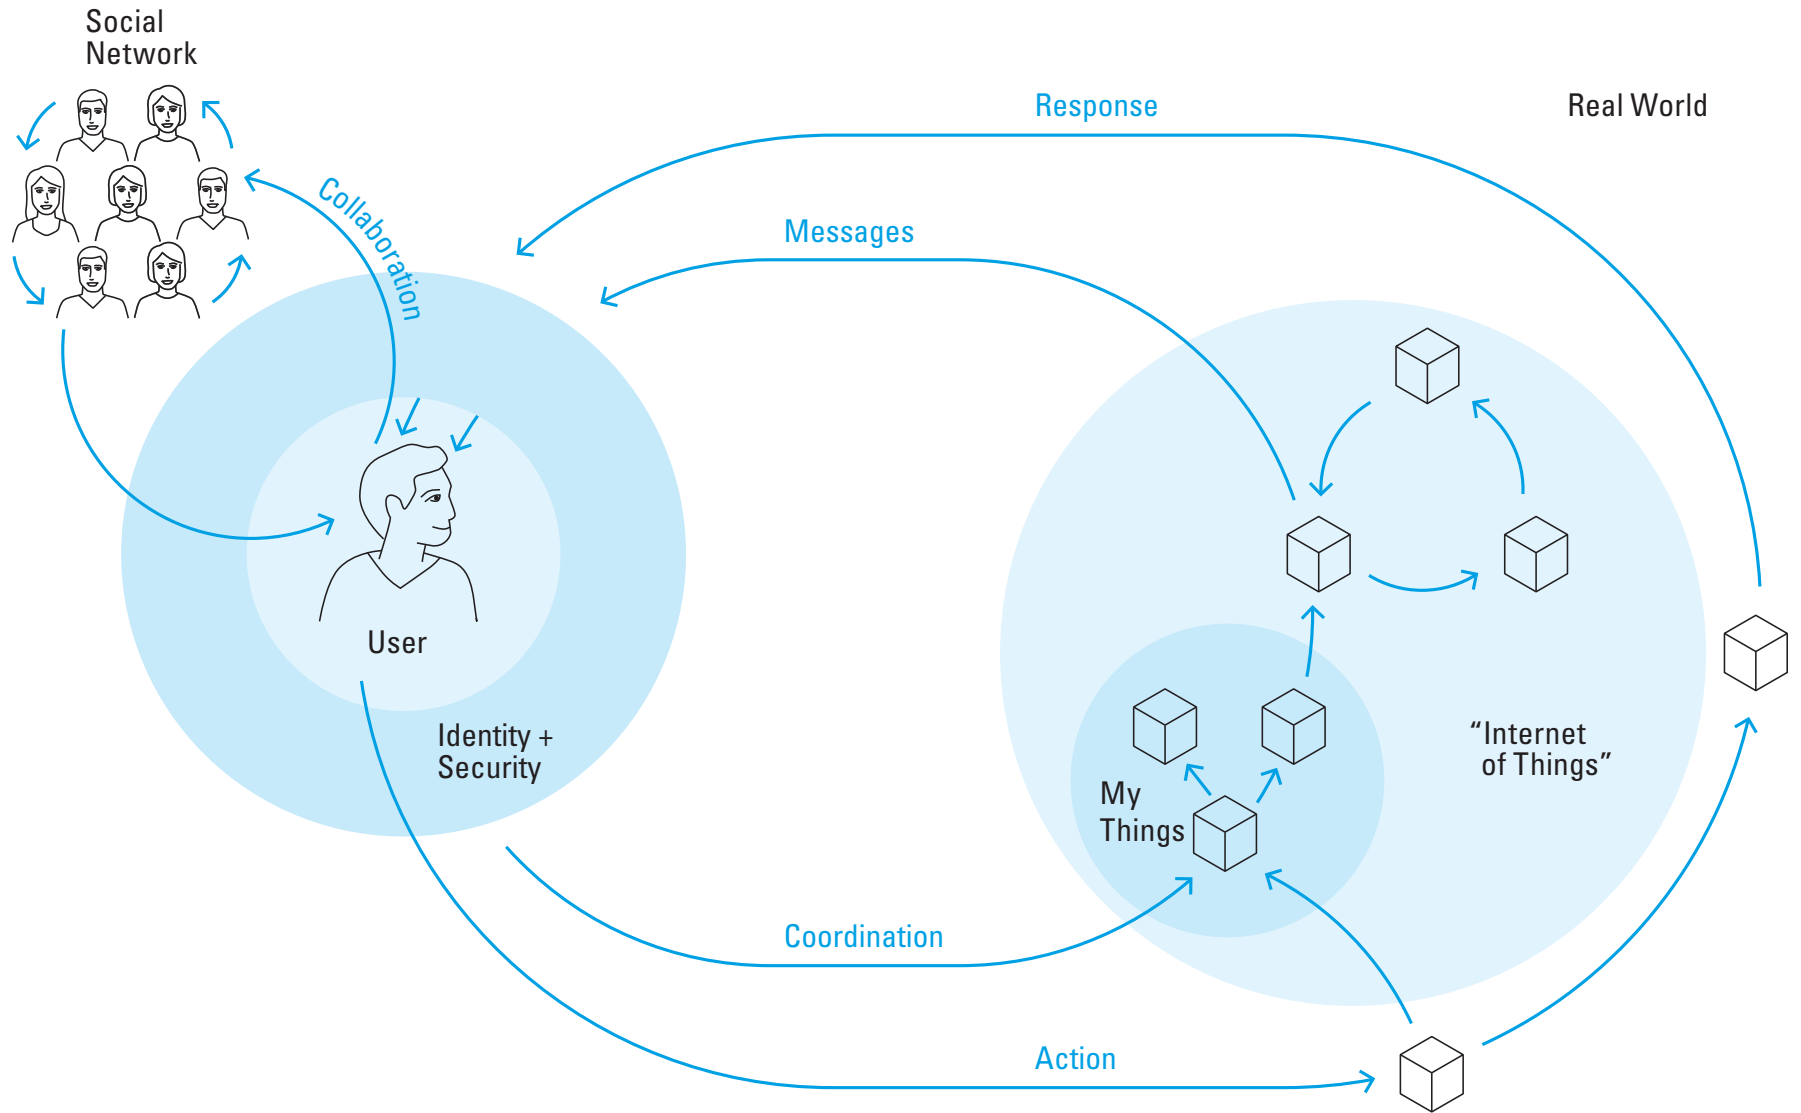 Social
Network
Response
Real World
Collaboration
Messages
User
Identity +
Security
“Internet
of Things”
My
Things
Coordination
Action